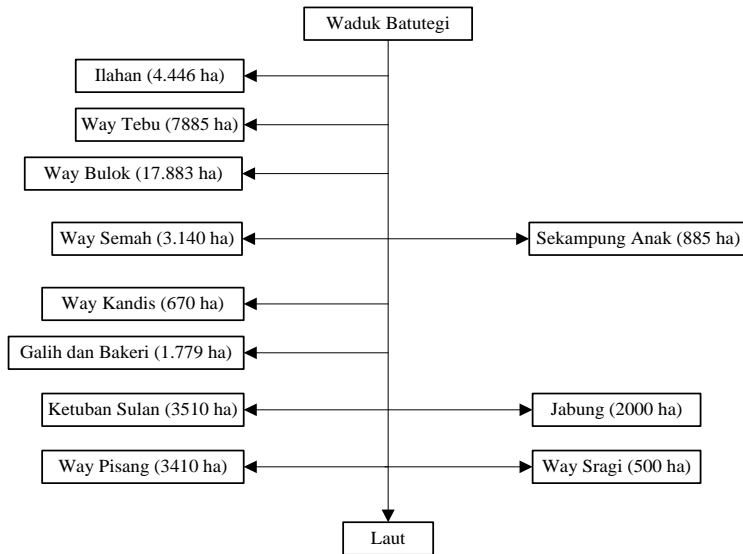 Waduk Batutegi
Ilahan (4.446 ha)
Way Tebu (7885 ha)
Way Bulok (17.883 ha)
Way Semah (3.140 ha)
Sekampung Anak (885 ha)
Way Kandis (670 ha)
Galih dan Bakeri (1.779 ha)
Ketuban Sulan (3510 ha)
Jabung (2000 ha)
Way Pisang (3410 ha)
Way Sragi (500 ha)
Laut